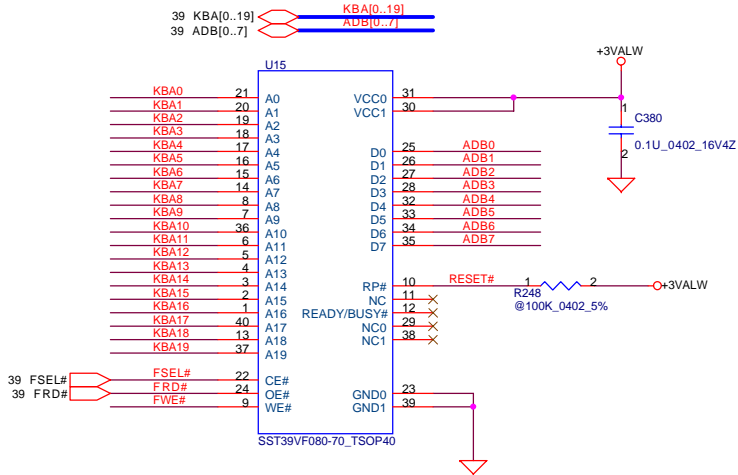 39 KBA[0..19] KBA[0..19]
39 ADB[0..7] ADB[0..7]
+3VALW
U15
KBA0 21 A0 VCC0 31
KBA1 20 A1 VCC1 30
1 C380
KBA2 19 A2
KBA3 18 A3
0.1U_0402_16V4Z
KBA4 17 A4 D0 25 ADB0
2
KBA5 16 A5 D1 26 ADB1
KBA6 15 A6 D2 27 ADB2
KBA7 14 A7 D3 28 ADB3
KBA8 8 A8 D4 32 ADB4
KBA9 7 A9 D5 33 ADB5
KBA10 36 A10 D6 34 ADB6
KBA11 6 A11 D7 35 ADB7
KBA12 5 A12
KBA13 4 A13
KBA14 3 A14 RP# 10 RESET# 1 2 +3VALW
KBA15 2 A15 NC 11 R248
KBA16 1 A16 READY/BUSY# 12 @100K_0402_5%
KBA17 40 A17 NC0 29
KBA18 13 A18 NC1 38
KBA19 37 A19
39 FSEL# FSEL# 22 CE#
39 FRD# FRD# 24 OE# GND0 23
FWE# 9 WE# GND1 39
SST39VF080-70_TSOP40